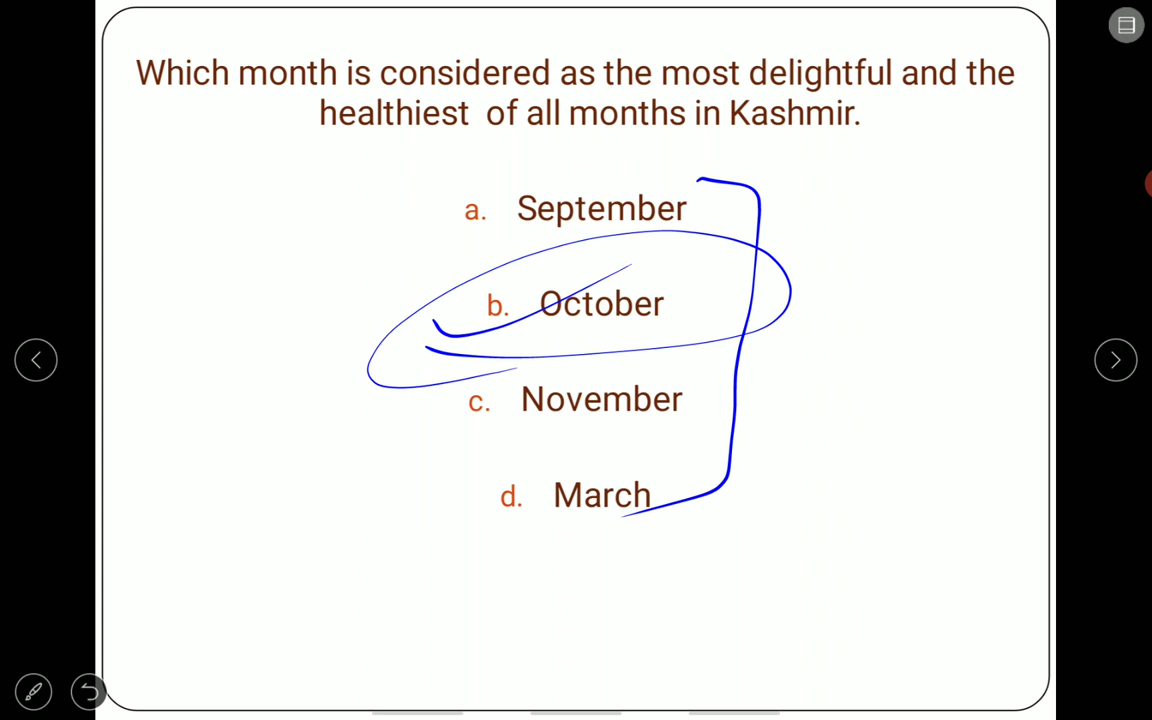 Which month is considered as the most delightful and the
healthiest of all months in Kashmir.
a. September
b. October
c. November
d. March